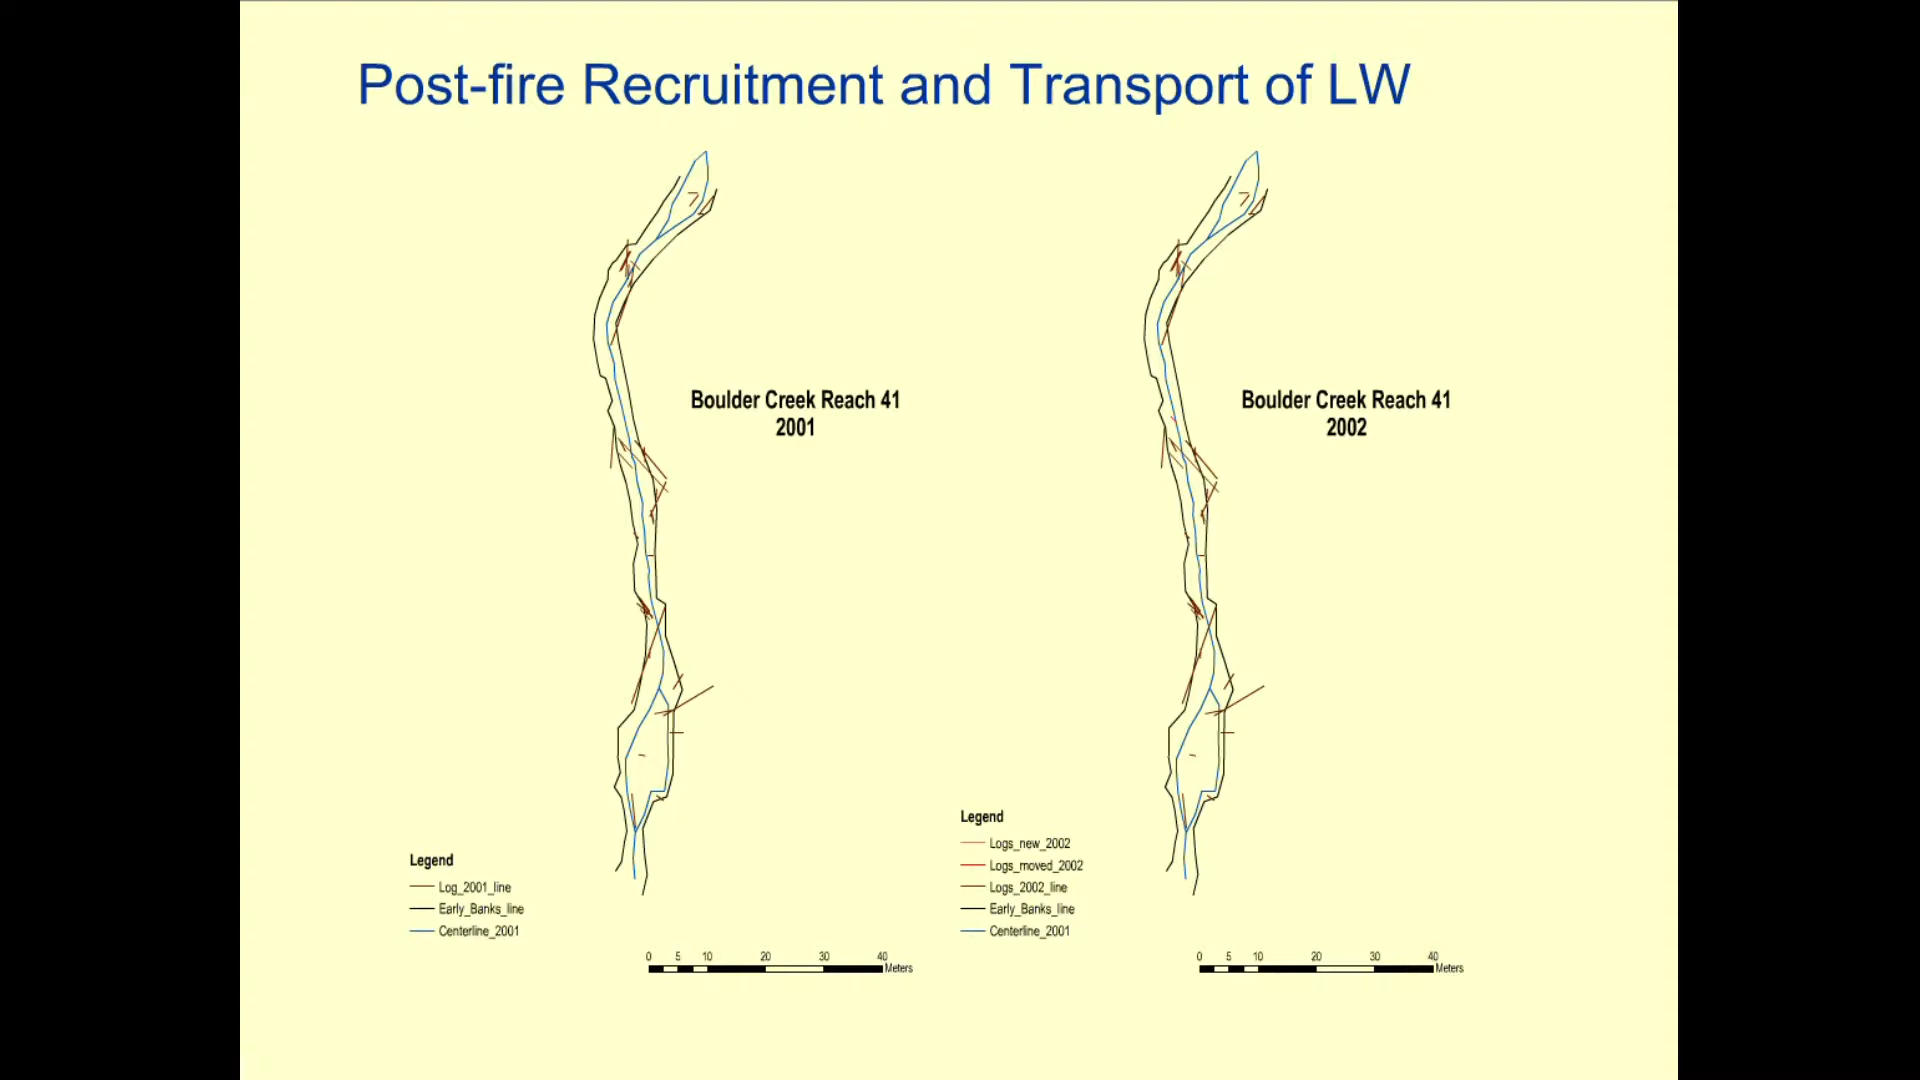 Post-fire Recruitment and Transport of LW
Boulder Creek Reach 41
2001
Boulder Creek Reach 41
2002
Legend
Log_2001_line
Early_Banks_line
Centerline_2001
0 5 10 20 30 40
Meters
Legend
Logs_new_2002
Logs_moved_2002
Logs_2002_line
Early_Banks_line
Centerline_2001
0 5 10 20 30 40
Meters